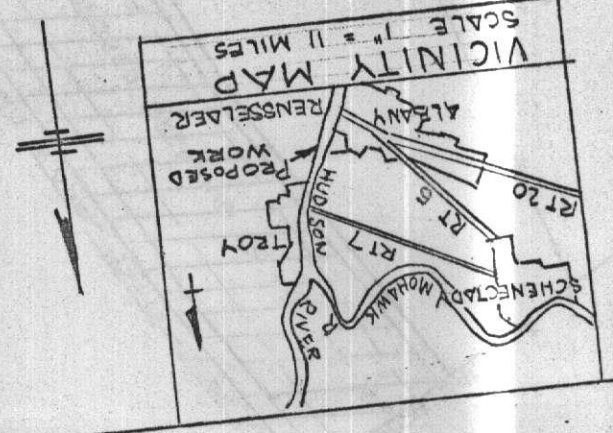 RIVER
MOHAWK R
SCHENECTADY
TROY
HUDSON
RT 7
RT 5
RT 20
PROPOSED
WORK
ALBANY
RENSSELAER
VICINITY MAP
SCALE 1" = 11 MILES